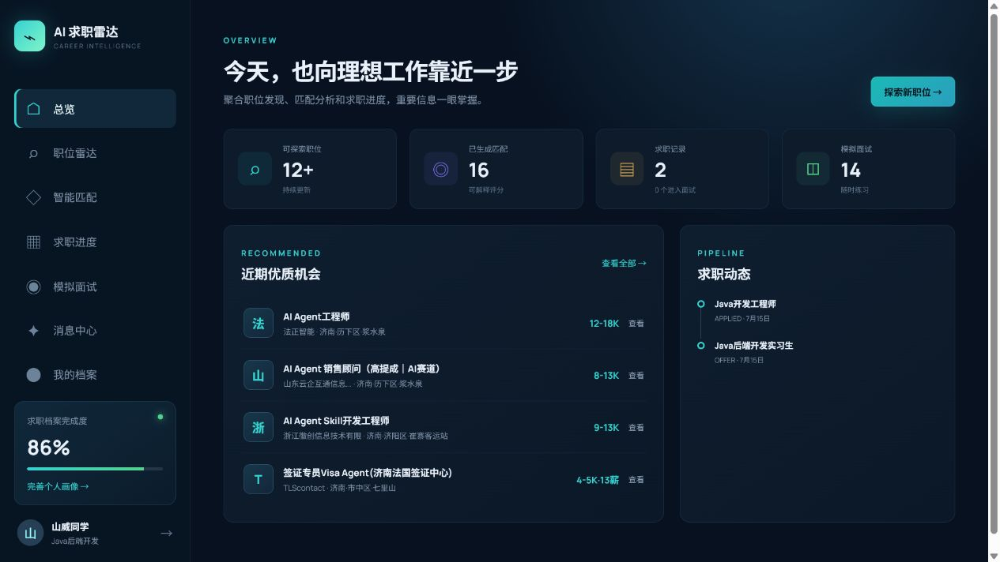 AI 求职雷达
CAREER INTELLIGENCE
总览
职位雷达
智能匹配
求职进度
模拟面试
消息中心
我的档案
求职档案完成度
86%
完善个人画像 →
山
山威同学
Java后端开发
→
OVERVIEW
今天，也向理想工作靠近一步
聚合职位发现、匹配分析和求职进度，重要信息一眼掌握。
探索新职位 →
可探索职位
12+
持续更新
已生成匹配
16
可解释评分
求职记录
2
0 个进入面试
模拟面试
14
随时练习
RECOMMENDED
近期优质机会
查看全部 →
法
AI Agent工程师
法正智能 · 济南·历下区·浆水泉
12-18K
查看
山
AI Agent 销售顾问（高提成｜AI赛道）
山东云企互通信息... · 济南·历下区·浆水泉
8-13K
查看
浙
AI Agent Skill开发工程师
浙江徽创信息技术有限 · 济南·济阳区·崔寨客运站
9-13K
查看
T
签证专员Visa Agent(济南法国签证中心)
TLScontact · 济南·市中区·七里山
4-5K·13薪
查看
PIPELINE
求职动态
Java开发工程师
APPLIED · 7月15日
Java后端开发实习生
OFFER · 7月15日